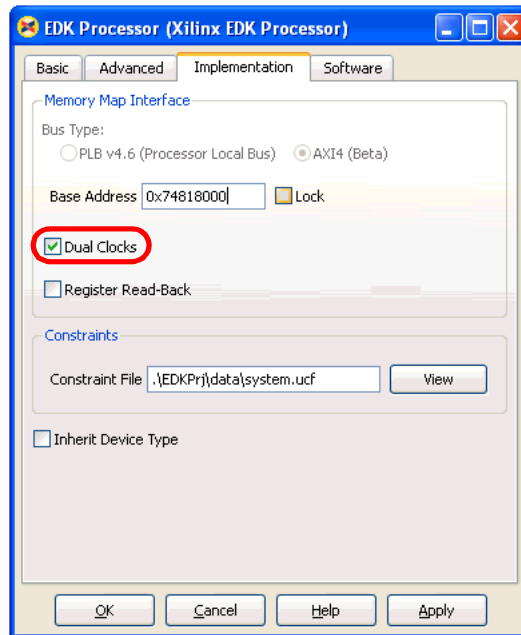 EDK Processor (Xilinx EDK Processor)
Basic Advanced Implementation Software
Memory Map Interface
Bus Type:
PLB v4.6 (Processor Local Bus) AXI4 (Beta)
Base Address 0x74818000 Lock
Dual Clocks
Register Read-Back
Constraints
Constraint File .\EDKPrj\data\system.ucf View
Inherit Device Type
OK Cancel Help Apply